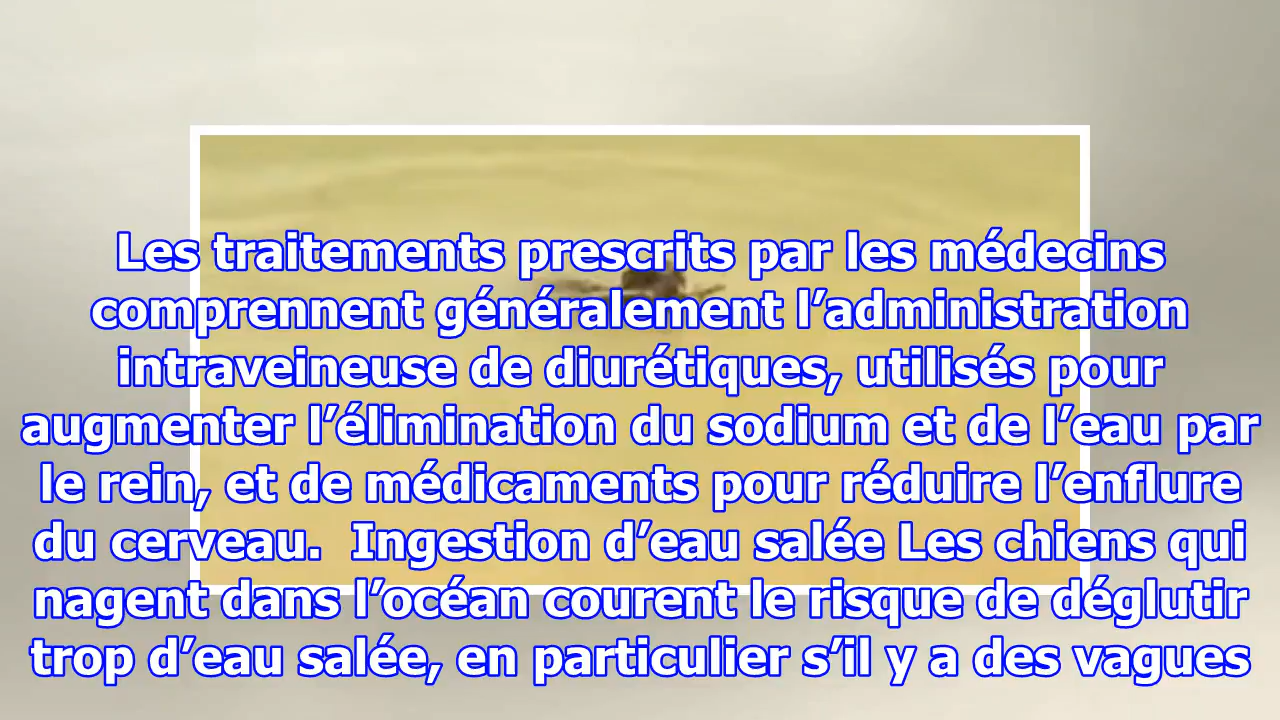 Les traitements prescrits par les médecins
comprennent généralement l’administration
intraveineuse de diurétiques, utilisés pour
augmenter l’élimination du sodium et de l’eau par
le rein, et de médicaments pour réduire l’enflure
du cerveau.  Ingestion d’eau salée Les chiens qui
nagent dans l’océan courent le risque de déglutir
trop d’eau salée, en particulier s’il y a des vagues